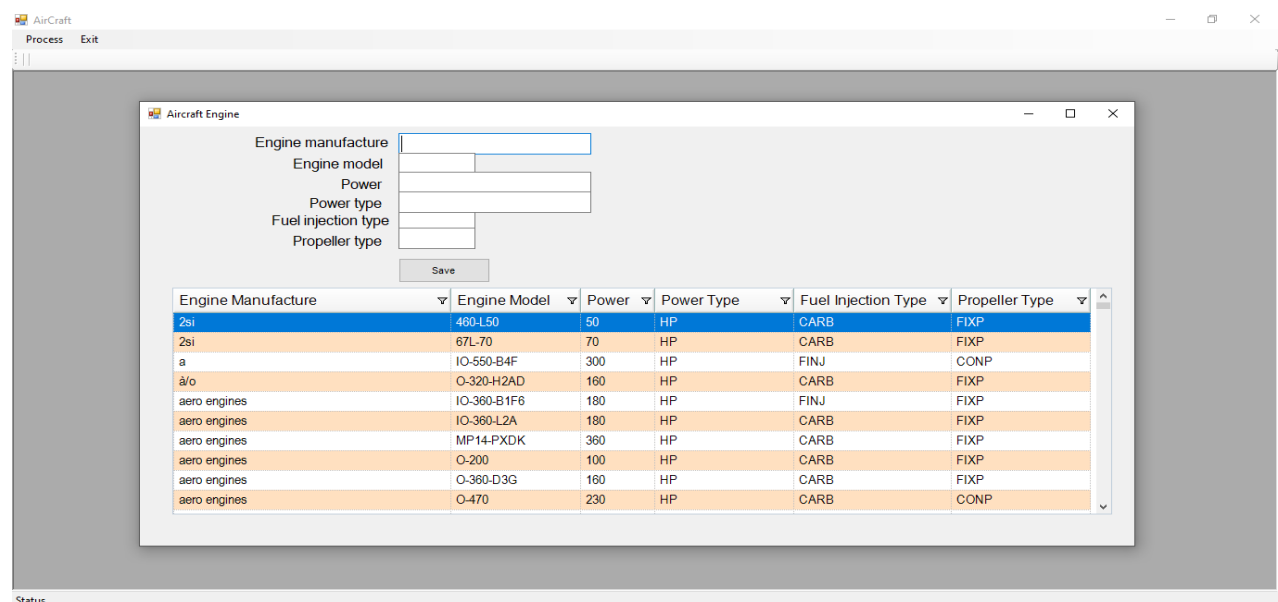 AirCraft
Process Exit
Aircraft Engine
Engine manufacture
Engine model
Power
Power type
Fuel injection type
Propeller type
Save
Engine Manufacture Engine Model Power Power Type Fuel Injection Type Propeller Type
2si 460-L50 50 HP CARB FIXP
2si 67L-70 70 HP CARB FIXP
a IO-550-B4F 300 HP FINJ CONP
à/o O-320-H2AD 160 HP CARB FIXP
aero engines IO-360-B1F6 180 HP FINJ FIXP
aero engines IO-360-L2A 180 HP CARB FIXP
aero engines MP14-PXDK 360 HP CARB FIXP
aero engines O-200 100 HP CARB FIXP
aero engines O-360-D3G 160 HP CARB FIXP
aero engines O-470 230 HP CARB CONP
Status